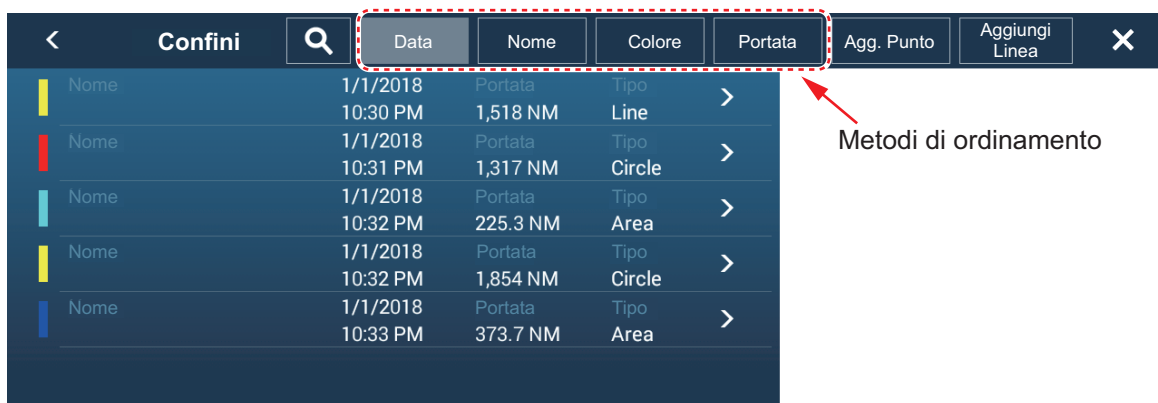 Confini Data Nome Colore Portata Agg. Punto Aggiungi
Linea
Nome 1/1/2018 Portata Tipo
10:30 PM 1,518 NM Line
Metodi di ordinamento
Nome 1/1/2018 Portata Tipo
10:31 PM 1,317 NM Circle
Nome 1/1/2018 Portata Tipo
10:32 PM 225.3 NM Area
Nome 1/1/2018 Portata Tipo
10:32 PM 1,854 NM Circle
Nome 1/1/2018 Portata Tipo
10:33 PM 373.7 NM Area